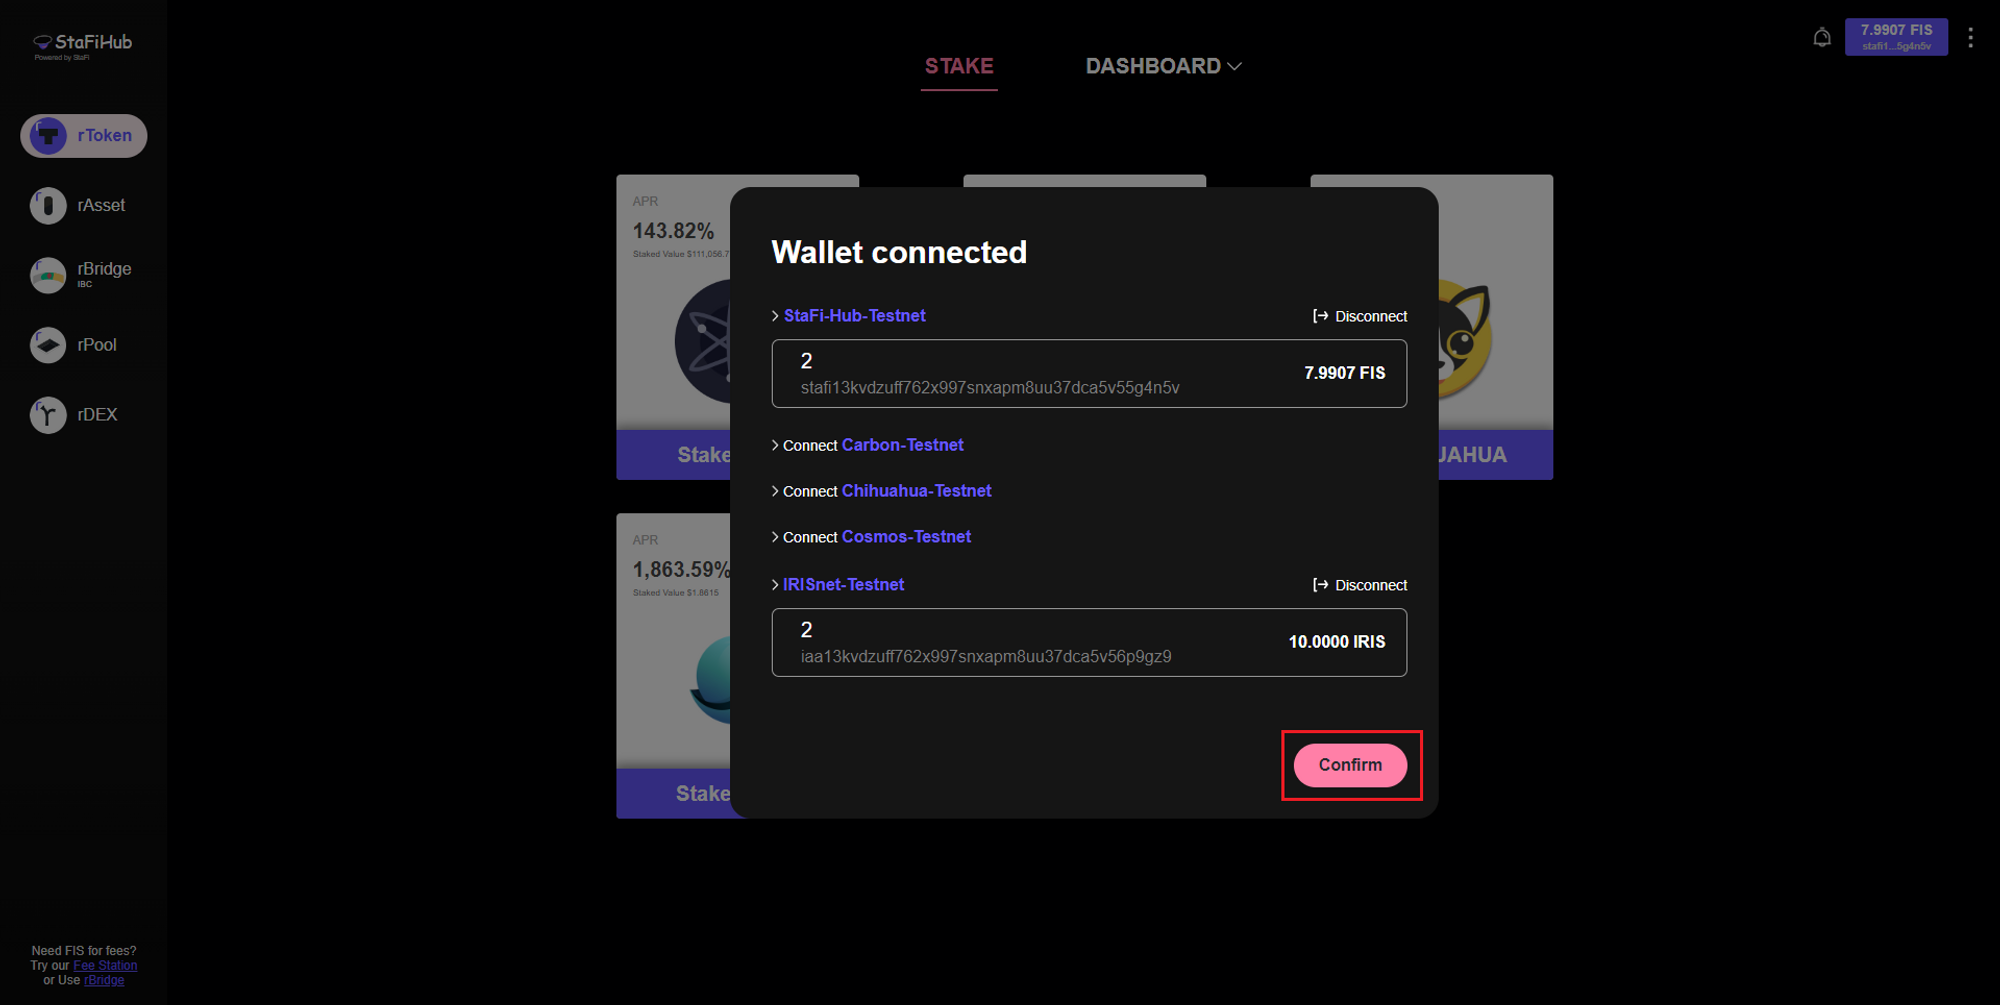 StaFiHub
Powered by StaFi
7.9907 FIS
stafi1...5g4n5v
STAKE
DASHBOARD
rToken
rAsset
rBridge
IBC
rPool
rDEX
APR
143.82%
Staked Value $111,056.7
Stake
JAHUA
APR
1,863.59%
Staked Value $1.8615
Stake
Wallet connected
StaFi-Hub-Testnet
Disconnect
2
stafi13kvdzuff762x997snxapm8uu37dca5v55g4n5v
7.9907 FIS
Connect Carbon-Testnet
Connect Chihuahua-Testnet
Connect Cosmos-Testnet
IRISnet-Testnet
Disconnect
2
iaa13kvdzuff762x997snxapm8uu37dca5v56p9gz9
10.0000 IRIS
Confirm
Need FIS for fees?
Try our Fee Station
or Use rBridge